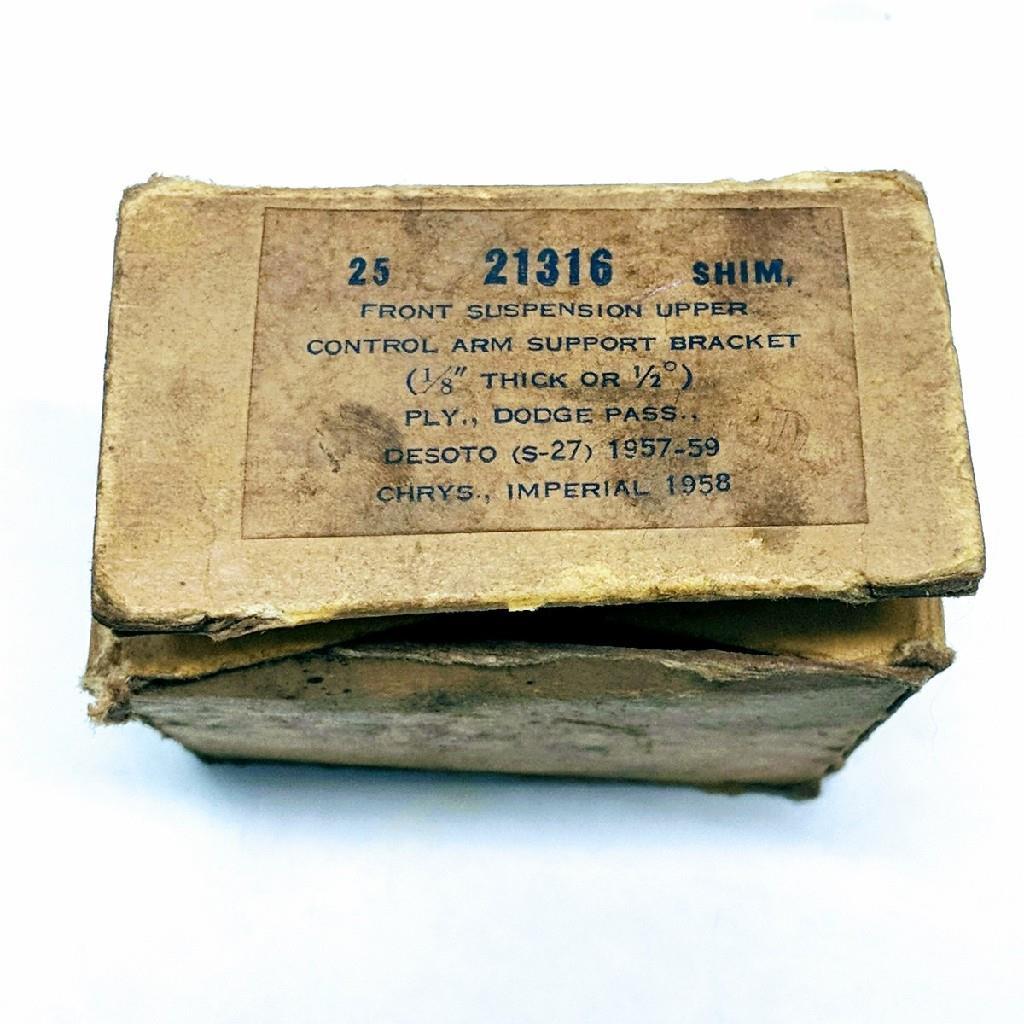 25 21316 SHIM,
FRONT SUSPENSION UPPER
CONTROL ARM SUPPORT BRACKET
(1/8" THICK OR 1/2°)
PLY., DODGE PASS.,
DESOTO (S-27) 1957-59
CHRYS., IMPERIAL 1958